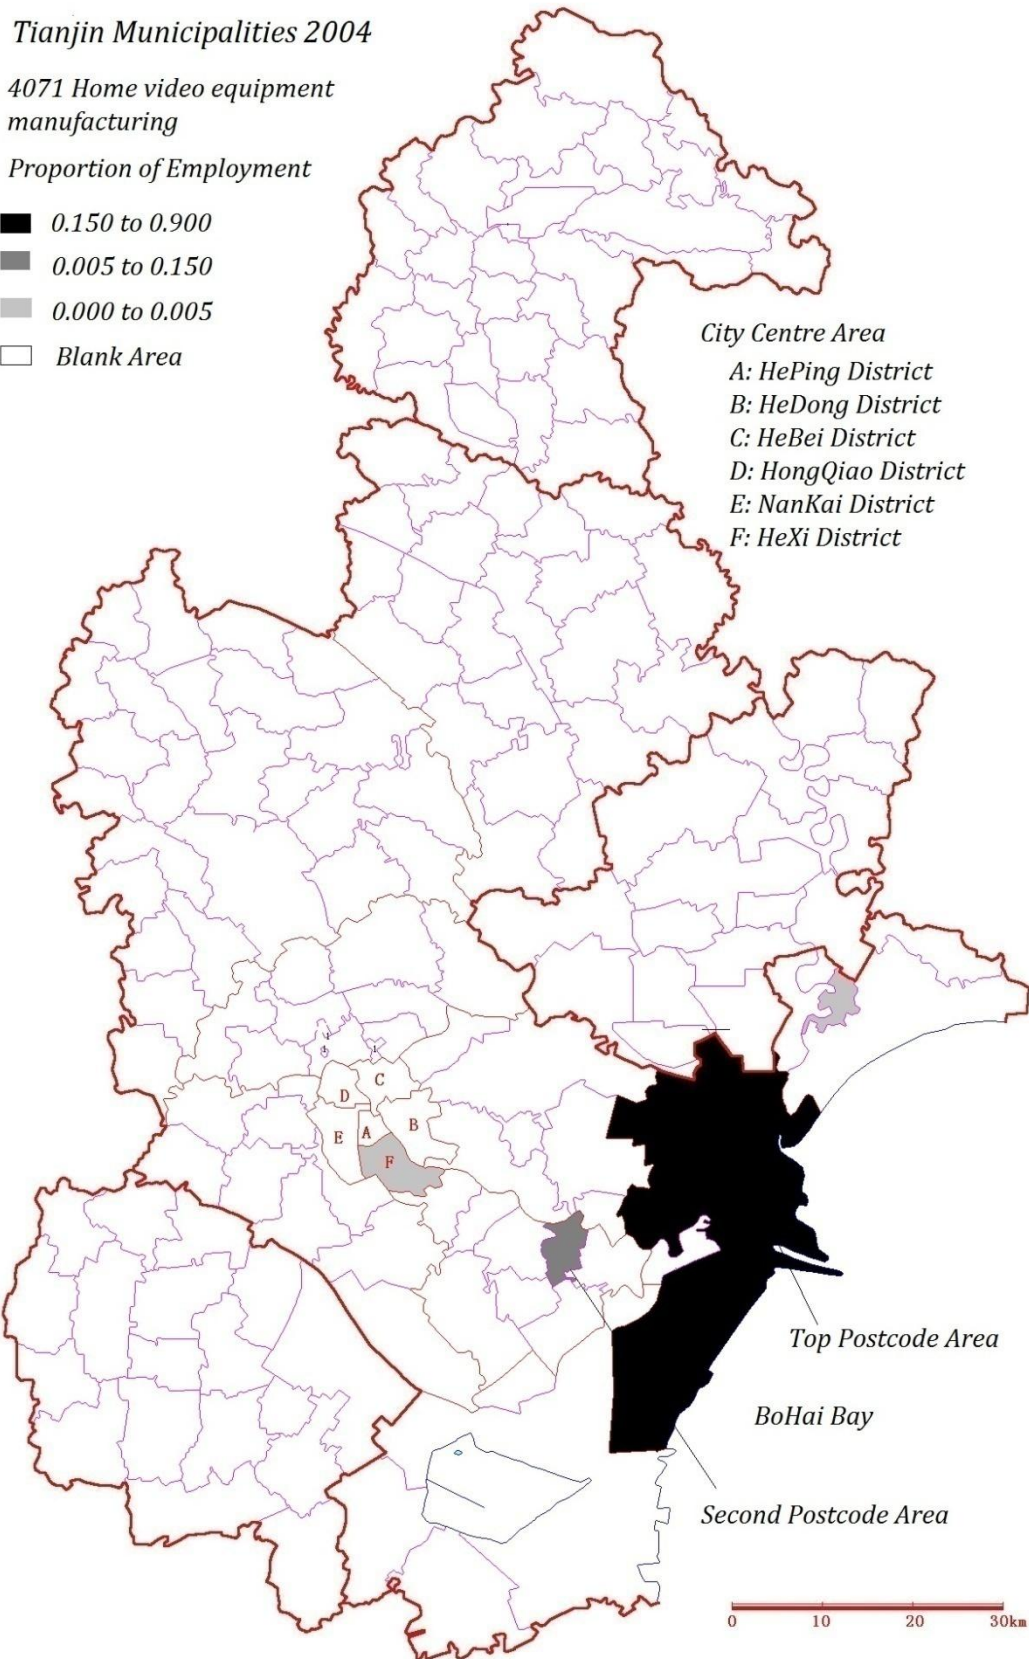 Tianjin Municipalities 2004
4071 Home video equipment
manufacturing
Proportion of Employment
0.150 to 0.900
0.005 to 0.150
0.000 to 0.005
Blank Area
City Centre Area
A: HePing District
B: HeDong District
C: HeBei District
D: HongQiao District
E: NanKai District
F: HeXi District
C
D
B
A
E
F
Top Postcode Area
BoHai Bay
Second Postcode Area
0 10 20 30km